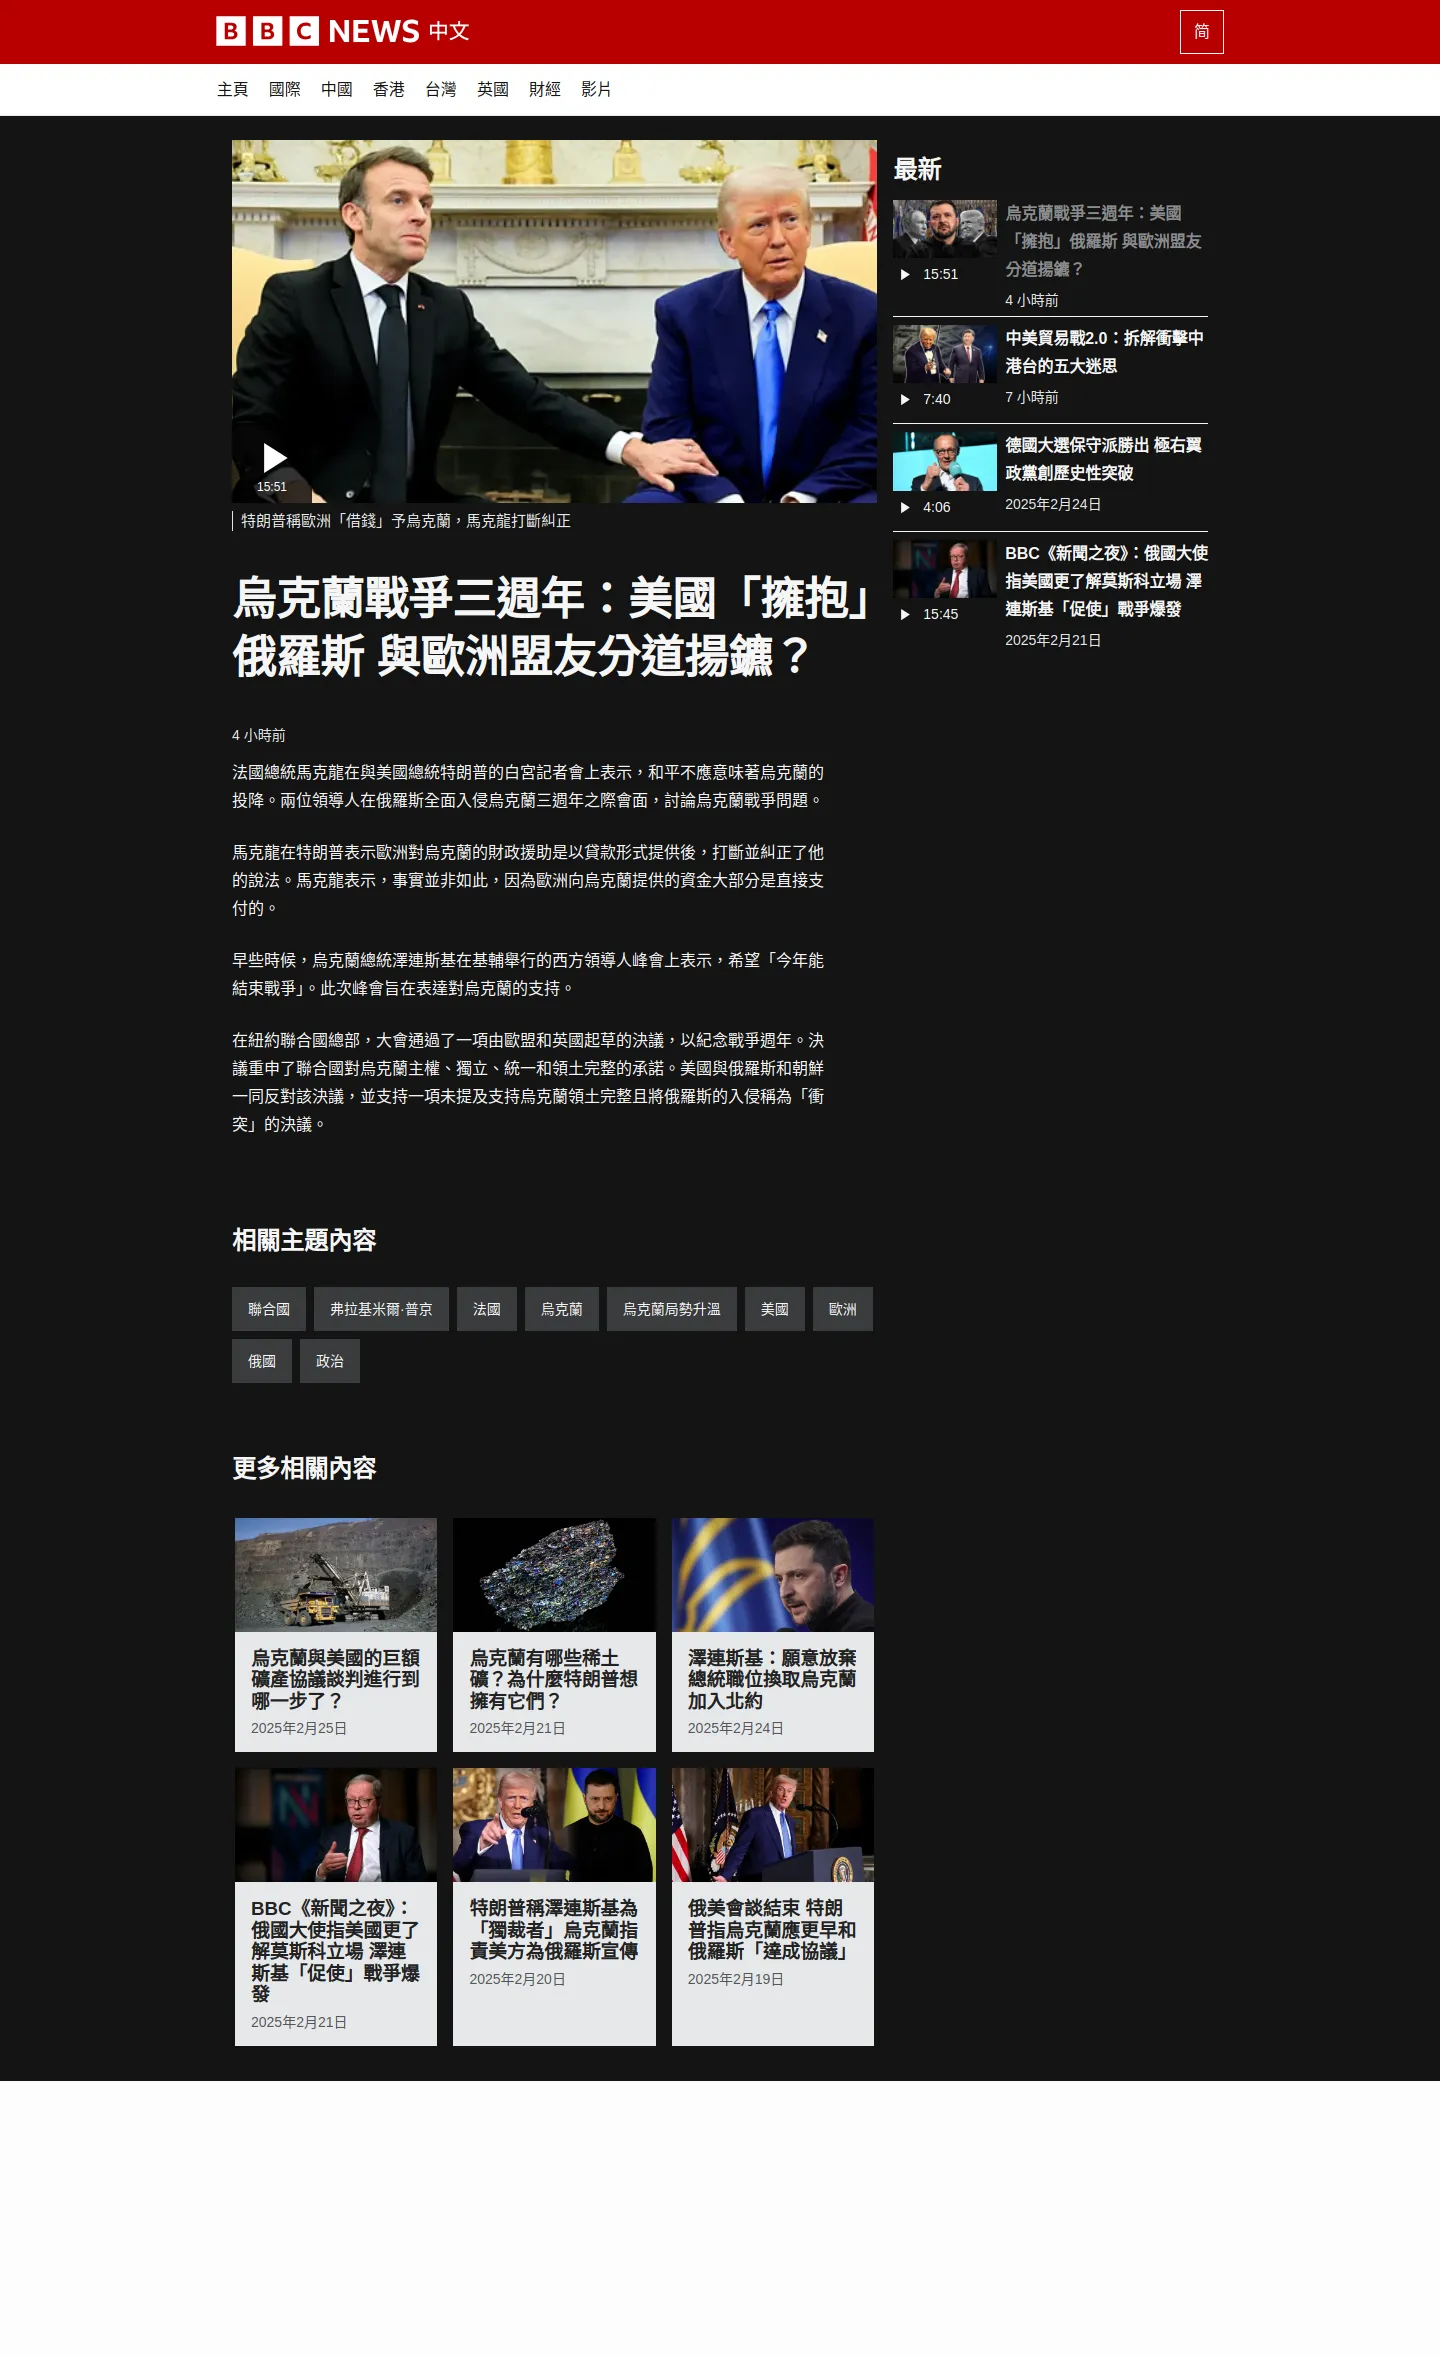 BBC NEWS 中文
简
主頁 國際 中國 香港 台灣 英國 財經 影片
15:51
特朗普稱歐洲「借錢」予烏克蘭，馬克龍打斷糾正
烏克蘭戰爭三週年：美國「擁抱」
俄羅斯 與歐洲盟友分道揚鑣？
4 小時前
法國總統馬克龍在與美國總統特朗普的白宮記者會上表示，和平不應意味著烏克蘭的
投降。兩位領導人在俄羅斯全面入侵烏克蘭三週年之際會面，討論烏克蘭戰爭問題。
馬克龍在特朗普表示歐洲對烏克蘭的財政援助是以貸款形式提供後，打斷並糾正了他
的說法。馬克龍表示，事實並非如此，因為歐洲向烏克蘭提供的資金大部分是直接支
付的。
早些時候，烏克蘭總統澤連斯基在基輔舉行的西方領導人峰會上表示，希望「今年能
結束戰爭」。此次峰會旨在表達對烏克蘭的支持。
在紐約聯合國總部，大會通過了一項由歐盟和英國起草的決議，以紀念戰爭週年。決
議重申了聯合國對烏克蘭主權、獨立、統一和領土完整的承諾。美國與俄羅斯和朝鮮
一同反對該決議，並支持一項未提及支持烏克蘭領土完整且將俄羅斯的入侵稱為「衝
突」的決議。
最新
烏克蘭戰爭三週年：美國
「擁抱」俄羅斯 與歐洲盟友
分道揚鑣？
15:51
4 小時前
中美貿易戰2.0：拆解衝擊中
港台的五大迷思
7:40
7 小時前
德國大選保守派勝出 極右翼
政黨創歷史性突破
4:06
2025年2月24日
BBC《新聞之夜》：俄國大使
指美國更了解莫斯科立場 澤
連斯基「促使」戰爭爆發
15:45
2025年2月21日
相關主題內容
聯合國 弗拉基米爾·普京 法國 烏克蘭 烏克蘭局勢升溫 美國 歐洲
俄國 政治
更多相關內容
烏克蘭與美國的巨額
礦產協議談判進行到
哪一步了？
2025年2月25日
烏克蘭有哪些稀土
礦？為什麼特朗普想
擁有它們？
2025年2月21日
澤連斯基：願意放棄
總統職位換取烏克蘭
加入北約
2025年2月24日
BBC《新聞之夜》：
俄國大使指美國更了
解莫斯科立場 澤連
斯基「促使」戰爭爆
發
2025年2月21日
特朗普稱澤連斯基為
「獨裁者」烏克蘭指
責美方為俄羅斯宣傳
2025年2月20日
俄美會談結束 特朗
普指烏克蘭應更早和
俄羅斯「達成協議」
2025年2月19日